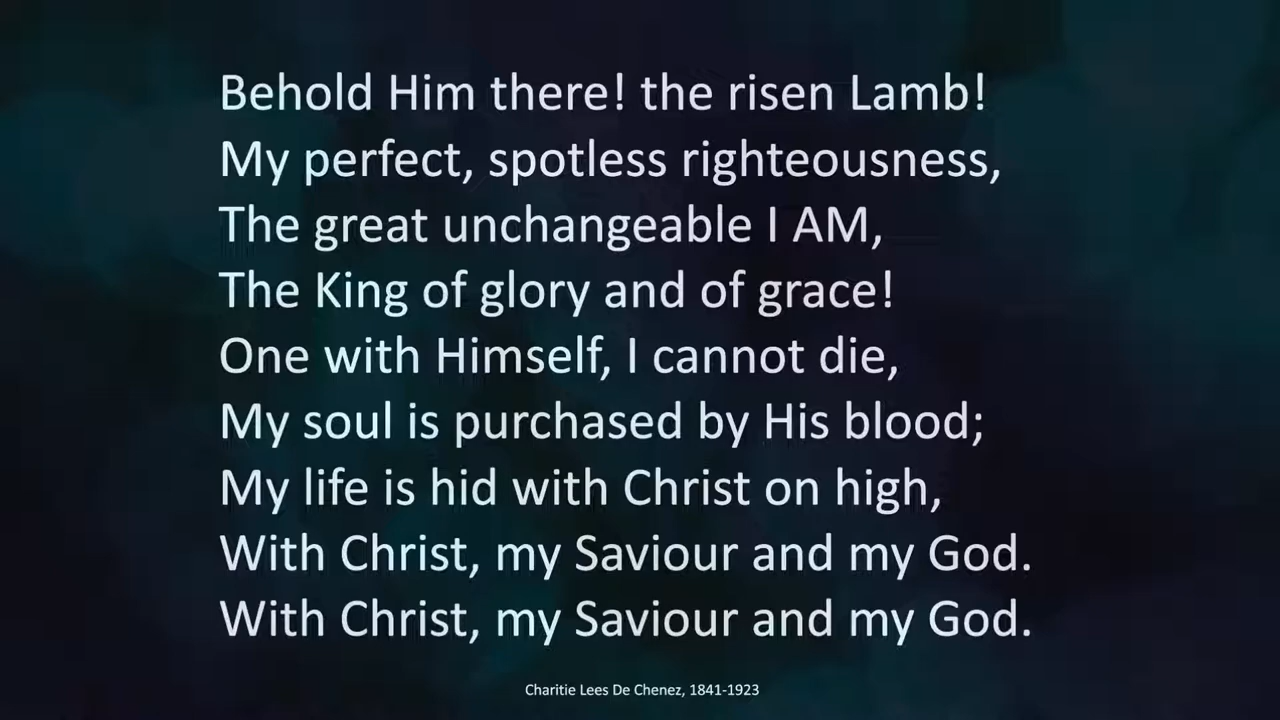 Behold Him there! the risen Lamb!
My perfect, spotless righteousness,
The great unchangeable I AM,
The King of glory and of grace!
One with Himself, I cannot die,
My soul is purchased by His blood;
My life is hid with Christ on high,
With Christ, my Saviour and my God.
With Christ, my Saviour and my God.
Charitie Lees De Chenez, 1841-1923